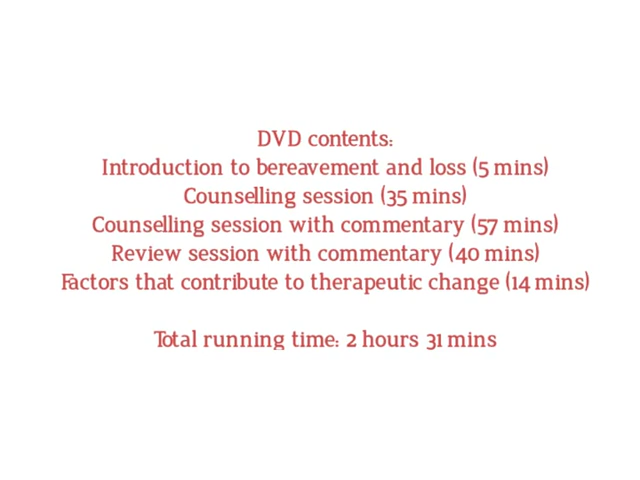 DVD contents:
Introduction to bereavement and loss (5 mins)
Counselling session (35 mins)
Counselling session with commentary (57 mins)
Review session with commentary (40 mins)
Factors that contribute to therapeutic change (14 mins)
Total running time: 2 hours 31 mins